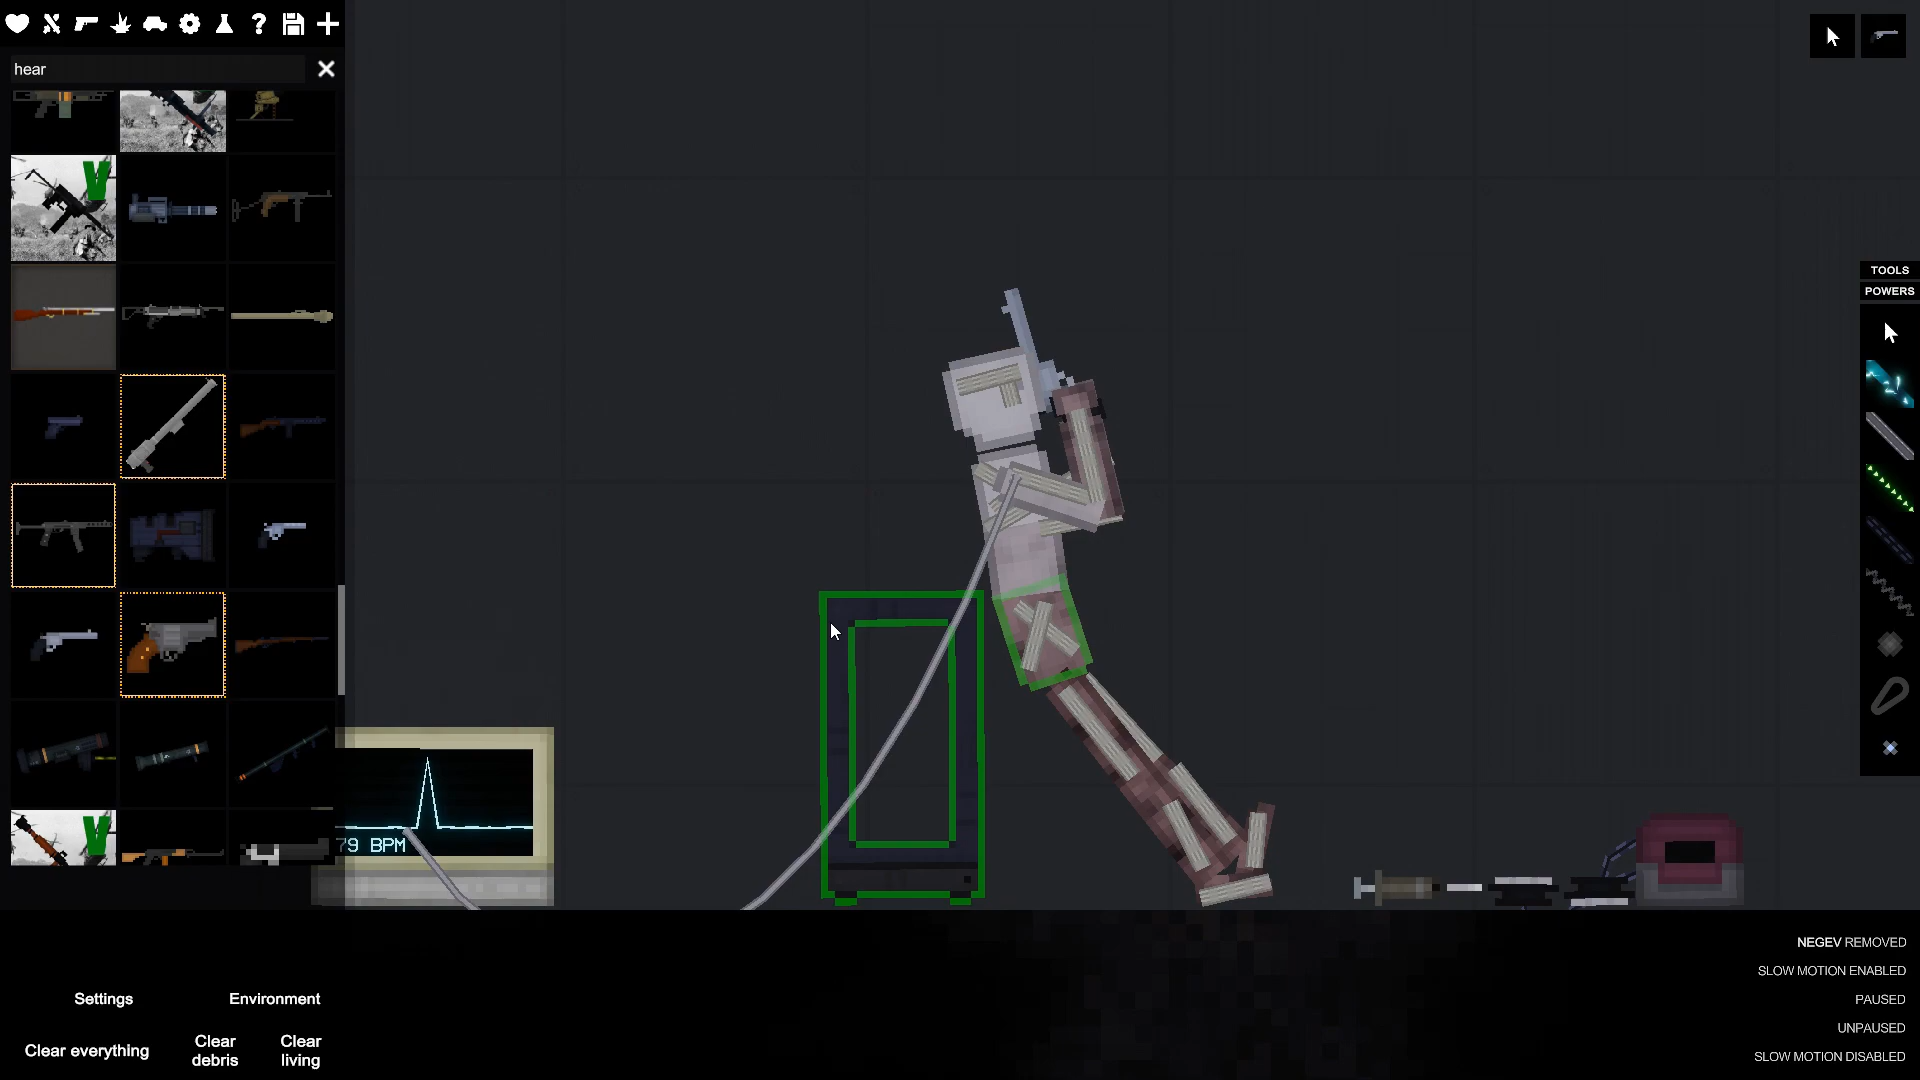 hear
TOOLS
POWERS
79 BPM
NEGEV REMOVED
SLOW MOTION ENABLED
PAUSED
UNPAUSED
SLOW MOTION DISABLED
Settings
Environment
Clear everything
Clear
debris
Clear
living